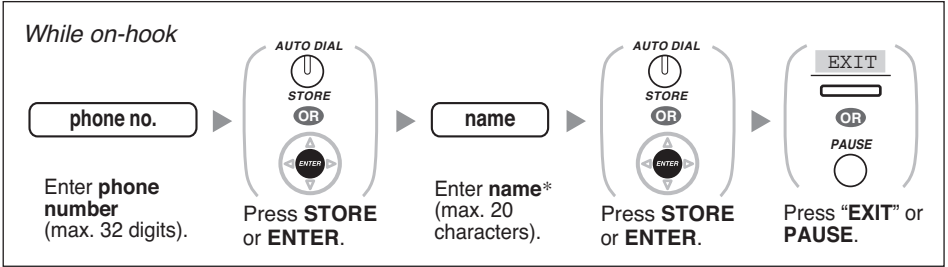 While on-hook
phone no.
Enter phone
number
(max. 32 digits).
AUTO DIAL
STORE
OR
ENTER
Press STORE
or ENTER.
name
Enter name*
(max. 20
characters).
AUTO DIAL
STORE
OR
ENTER
Press STORE
or ENTER.
EXIT
OR
PAUSE
Press “EXIT” or
PAUSE.